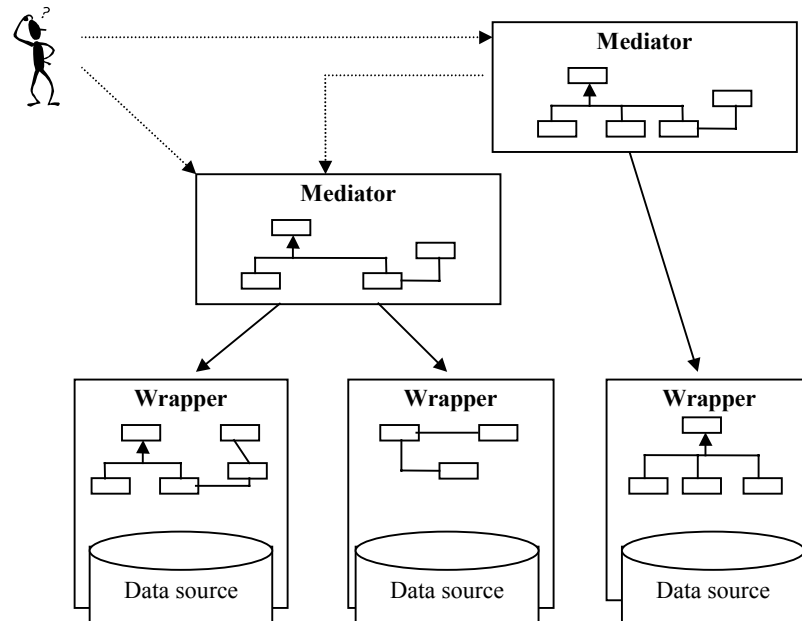 ?
Mediator
Mediator
Wrapper
Wrapper
Wrapper
Data source
Data source
Data source